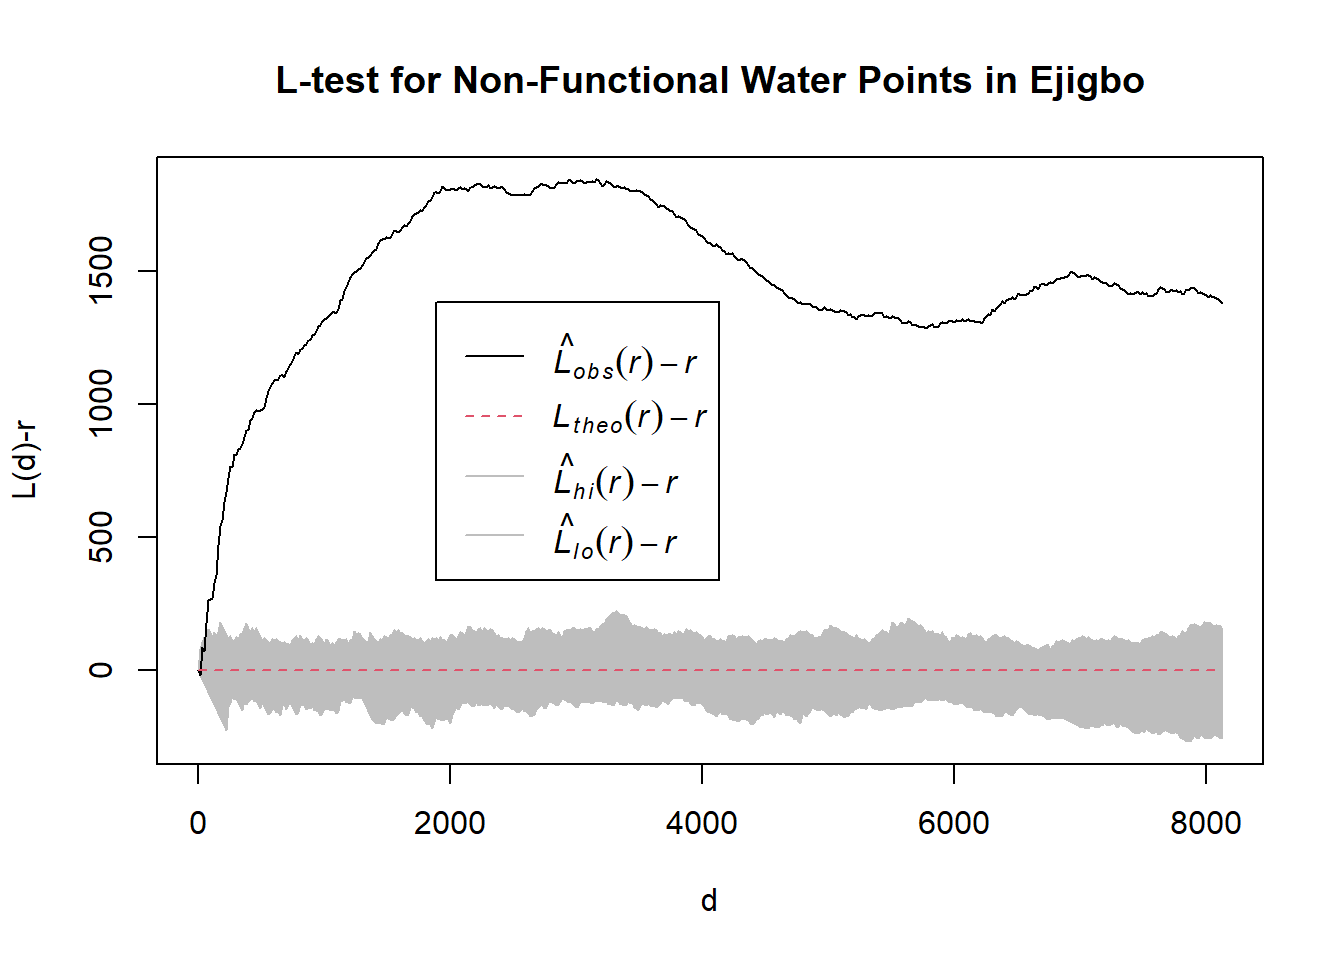 L-test for Non-Functional Water Points in Ejigbo
L(d)-r
1500
1000
500
0
L̂obs(r) − r
Ltheo(r) − r
L̂hi(r) − r
L̂lo(r) − r
0 2000 4000 6000 8000
d